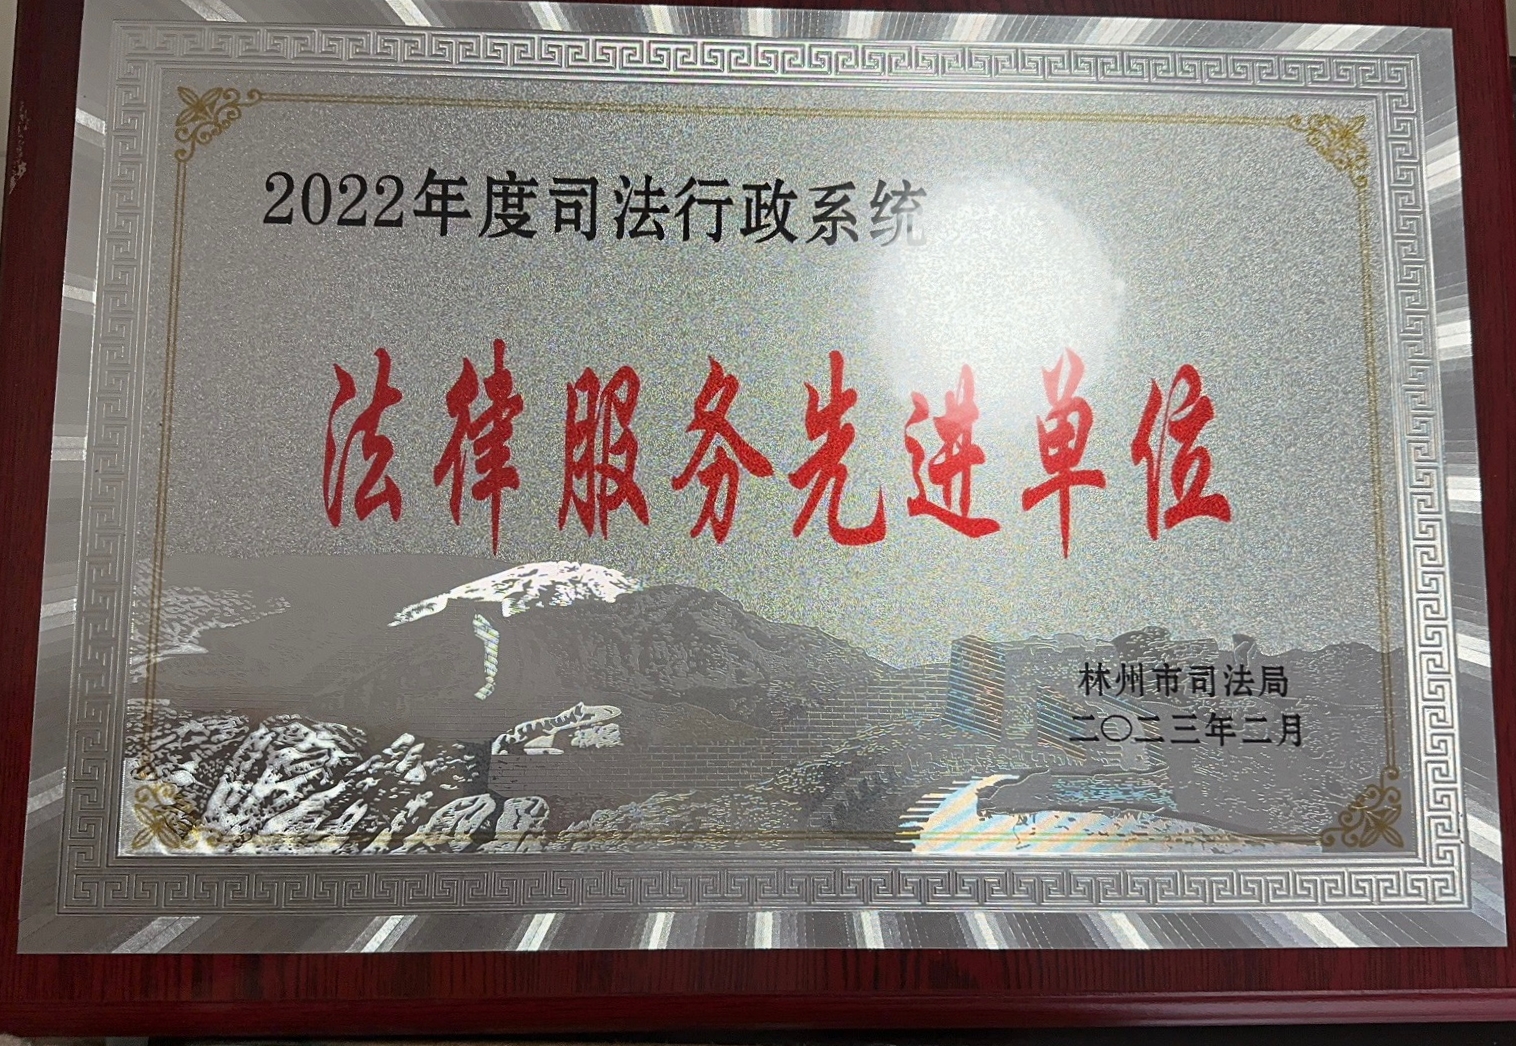 2022年度司法行政系统
法律服务先进单位
林州市司法局
二〇二三年二月